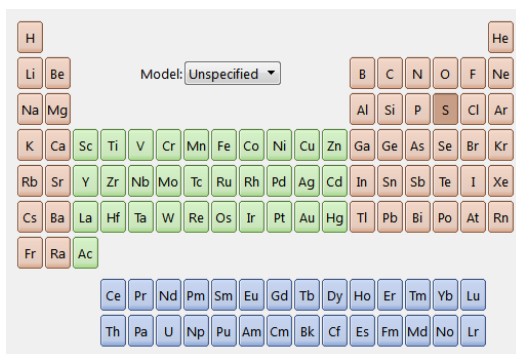 H He
Li Be Model: Unspecified B C N O F Ne
Na Mg Al Si P S Cl Ar
K Ca Sc Ti V Cr Mn Fe Co Ni Cu Zn Ga Ge As Se Br Kr
Rb Sr Y Zr Nb Mo Tc Ru Rh Pd Ag Cd In Sn Sb Te I Xe
Cs Ba La Hf Ta W Re Os Ir Pt Au Hg Tl Pb Bi Po At Rn
Fr Ra Ac
Ce Pr Nd Pm Sm Eu Gd Tb Dy Ho Er Tm Yb Lu
Th Pa U Np Pu Am Cm Bk Cf Es Fm Md No Lr